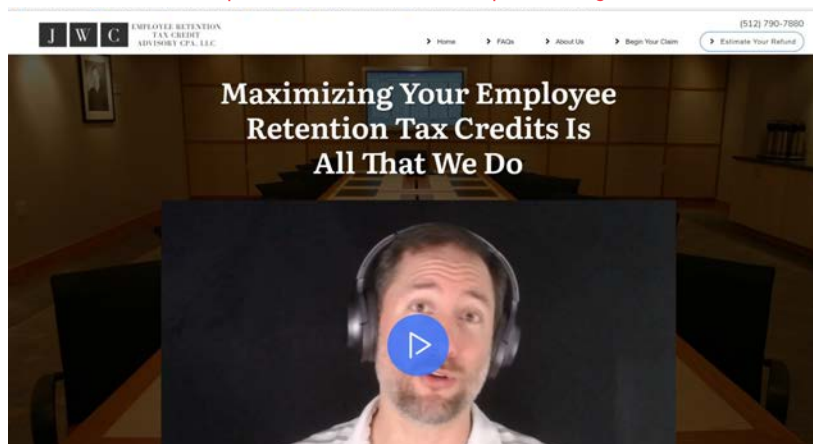 (512) 790-7880
J W C
EMPLOYEE RETENTION
TAX CREDIT
ADVISORY CPA, LLC
Home
FAQs
About Us
Begin Your Claim
Estimate Your Refund
Maximizing Your Employee
Retention Tax Credits Is
All That We Do